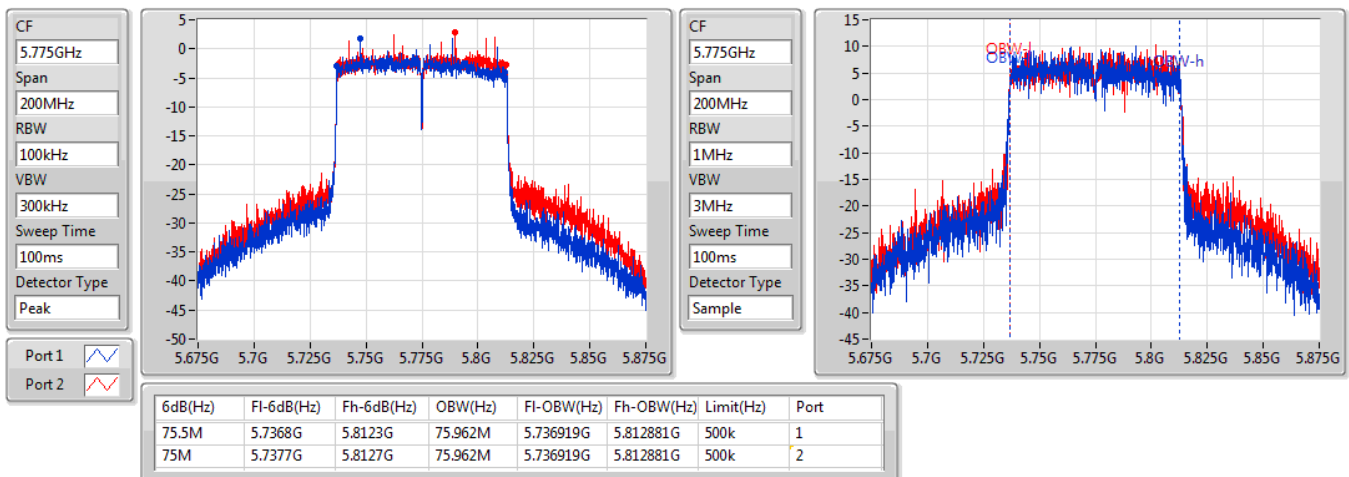 CF
5.775GHz
Span
200MHz
RBW
100kHz
VBW
300kHz
Sweep Time
100ms
Detector Type
Peak
Port 1
Port 2
5
0
-5
-10
-15
-20
-25
-30
-35
-40
-45
-50
5.675G 5.7G 5.725G 5.75G 5.775G 5.8G 5.825G 5.85G 5.875G
CF
5.775GHz
Span
200MHz
RBW
1MHz
VBW
3MHz
Sweep Time
100ms
Detector Type
Sample
15
10
5
0
-5
-10
-15
-20
-25
-30
-35
-40
-45
OBW-h
5.675G 5.7G 5.725G 5.75G 5.775G 5.8G 5.825G 5.85G 5.875G
6dB(Hz) Fl-6dB(Hz) Fh-6dB(Hz) OBW(Hz) Fl-OBW(Hz) Fh-OBW(Hz) Limit(Hz) Port
75.5M 5.7368G 5.8123G 75.962M 5.736919G 5.812881G 500k 1
75M 5.7377G 5.8127G 75.962M 5.736919G 5.812881G 500k 2